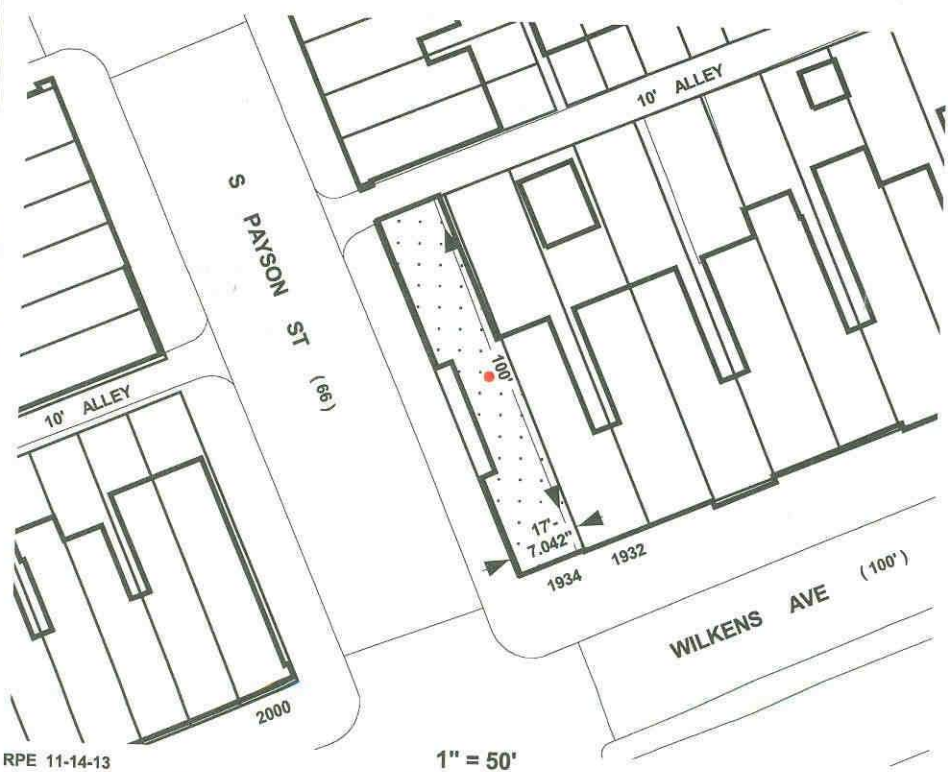 10' ALLEY
S PAYSON ST (66)
100'
10' ALLEY
17'-
7.042"
1934
1932
WILKENS AVE (100')
2000
RPE 11-14-13
1" = 50'